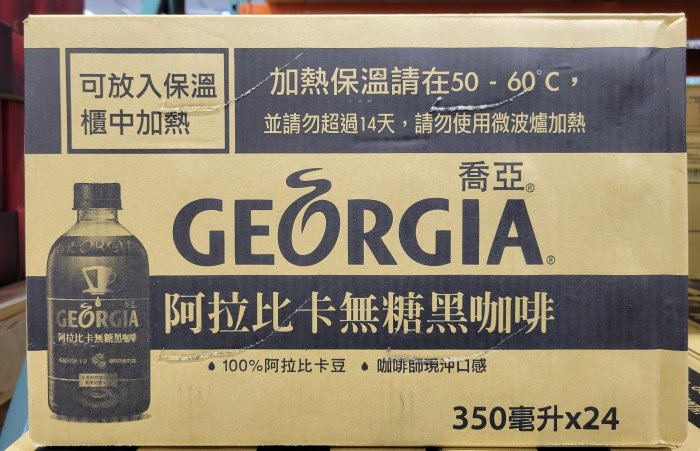 可放入保溫
櫃中加熱
加熱保溫請在50 - 60°C，
並請勿超過14天，請勿使用微波爐加熱
喬亞®
GEORGIA®
阿拉比卡無糖黑咖啡
• 100%阿拉比卡豆 • 咖啡師現沖口感
350毫升x24
喬亞
GEORGIA
阿拉比卡無糖黑咖啡